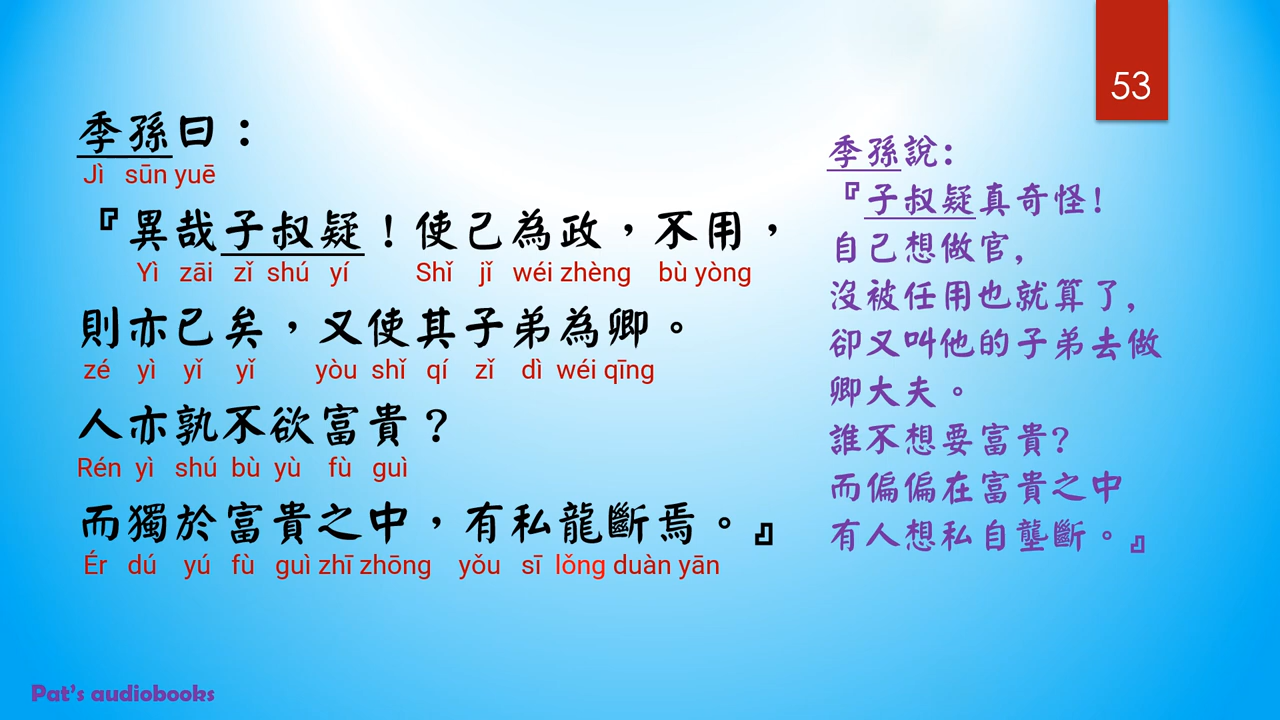 53
季孫曰：
Jì sūn yuē
『異哉子叔疑！使己為政，不用，
Yì zāi zǐ shú yí Shǐ jǐ wéi zhèng bù yòng
則亦已矣，又使其子弟為卿。
zé yì yǐ yǐ yòu shǐ qí zǐ dì wéi qīng
人亦孰不欲富貴？
Rén yì shú bù yù fù guì
而獨於富貴之中，有私龍斷焉。』
Ér dú yú fù guì zhī zhōng yǒu sī lǒng duàn yān
季孫說：
『子叔疑真奇怪！
自己想做官，
沒被任用也就算了，
卻又叫他的子弟去做
卿大夫。
誰不想要富貴？
而偏偏在富貴之中
有人想私自壟斷。』
Pat's audiobooks